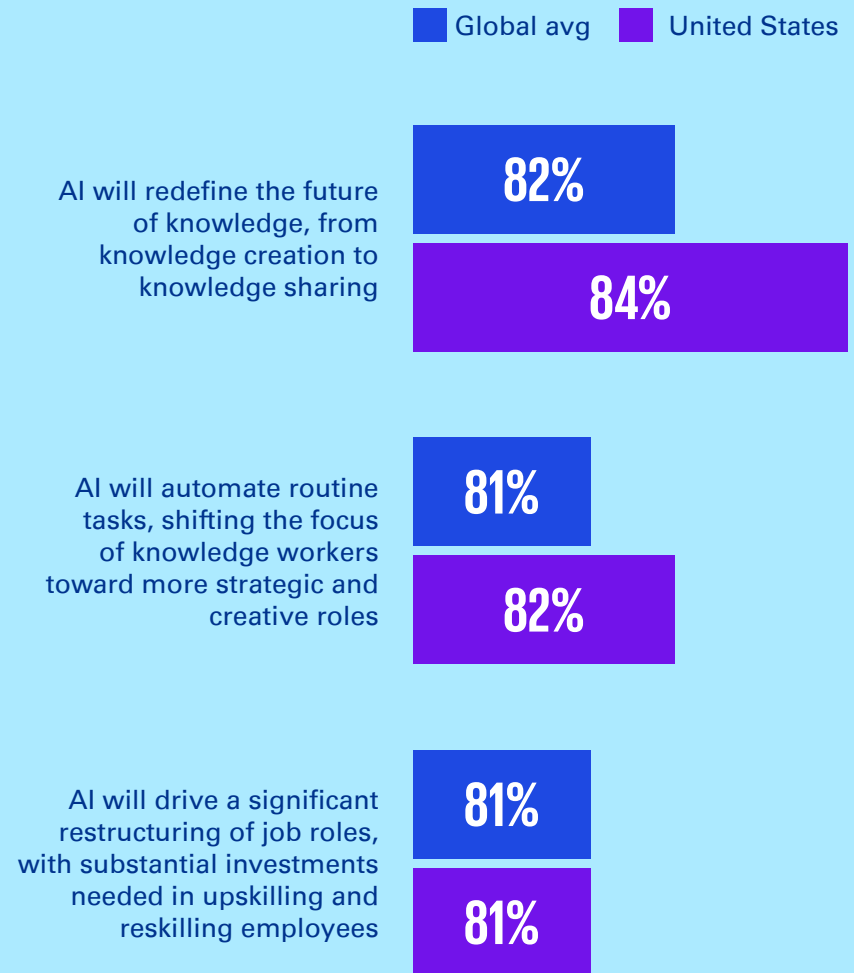 Global avg United States
AI will redefine the future
of knowledge, from
knowledge creation to
knowledge sharing
82%
84%
AI will automate routine
tasks, shifting the focus
of knowledge workers
toward more strategic and
creative roles
81%
82%
AI will drive a significant
restructuring of job roles,
with substantial investments
needed in upskilling and
reskilling employees
81%
81%